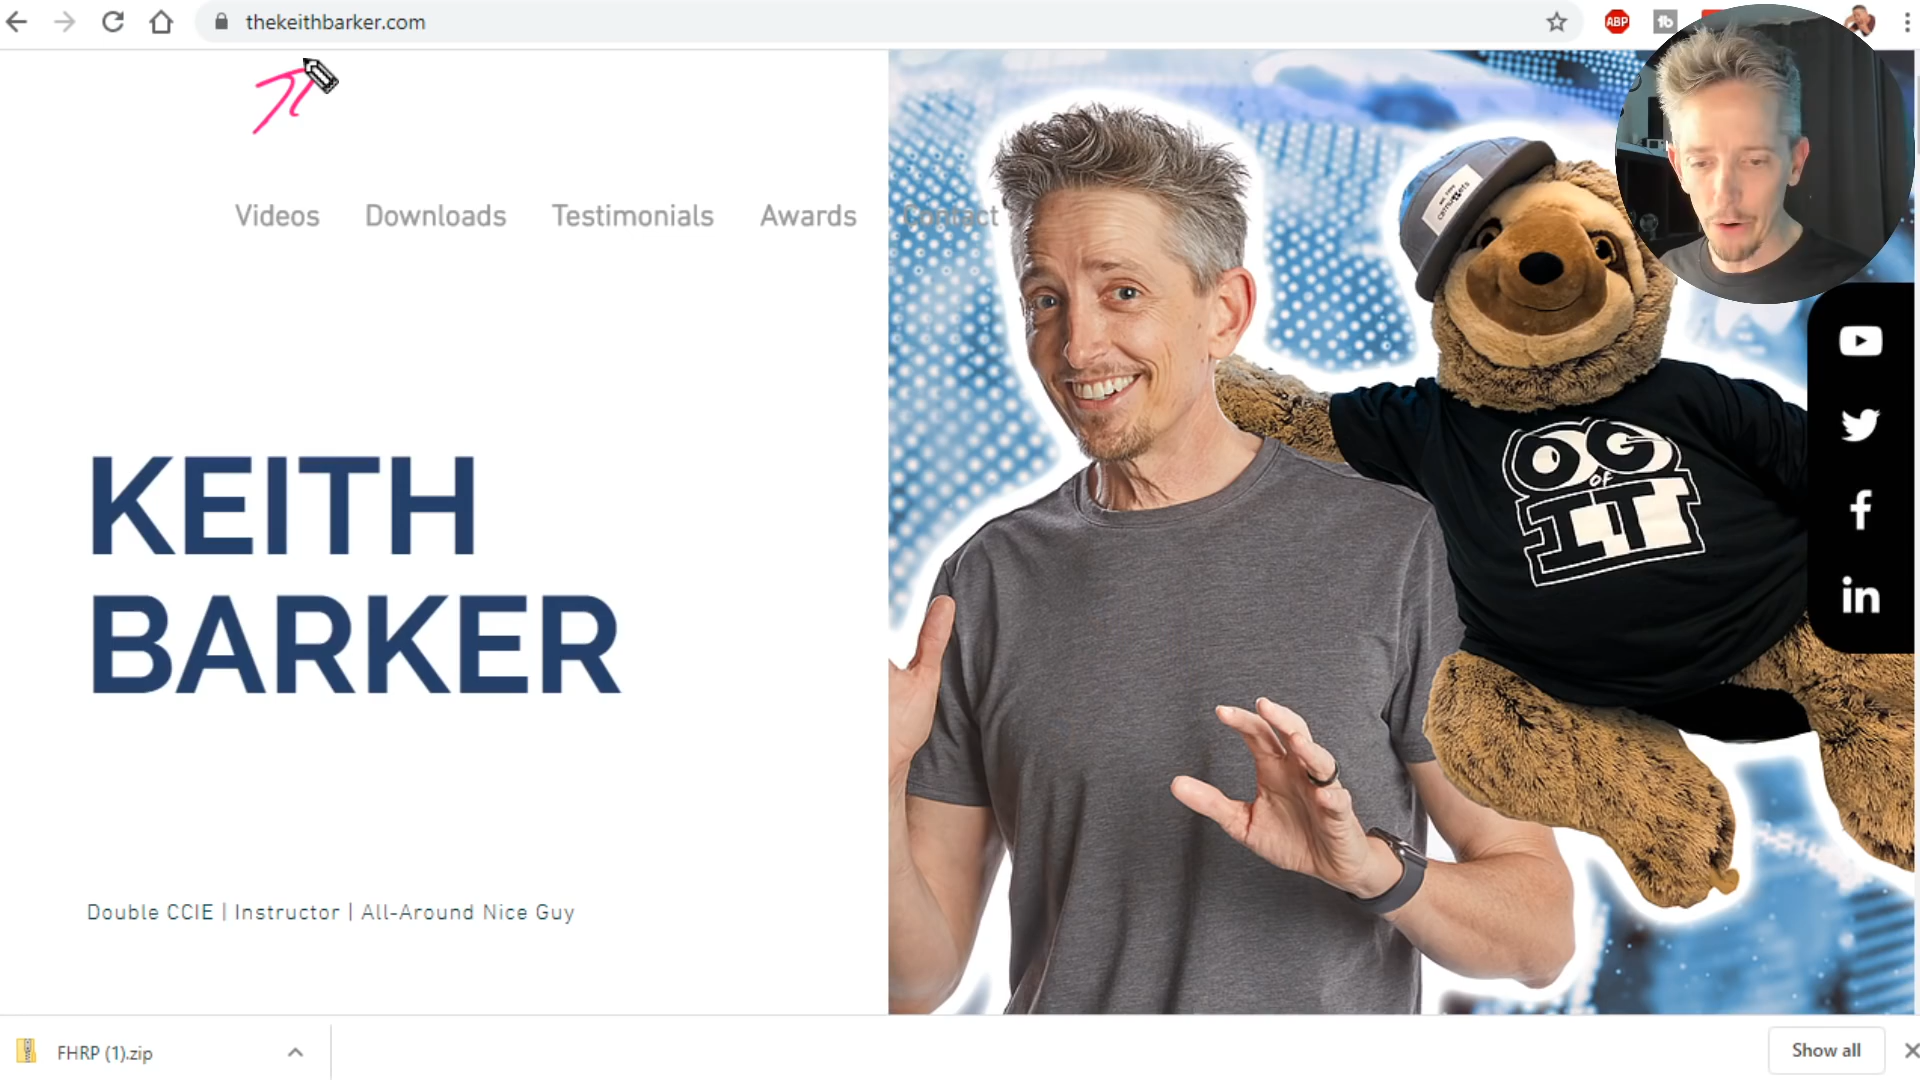 thekeithbarker.com
ABP
Videos Downloads Testimonials Awards Contact
KEITH
BARKER
OG
OF
IT
in
Double CCIE | Instructor | All-Around Nice Guy
FHRP (1).zip
Show all